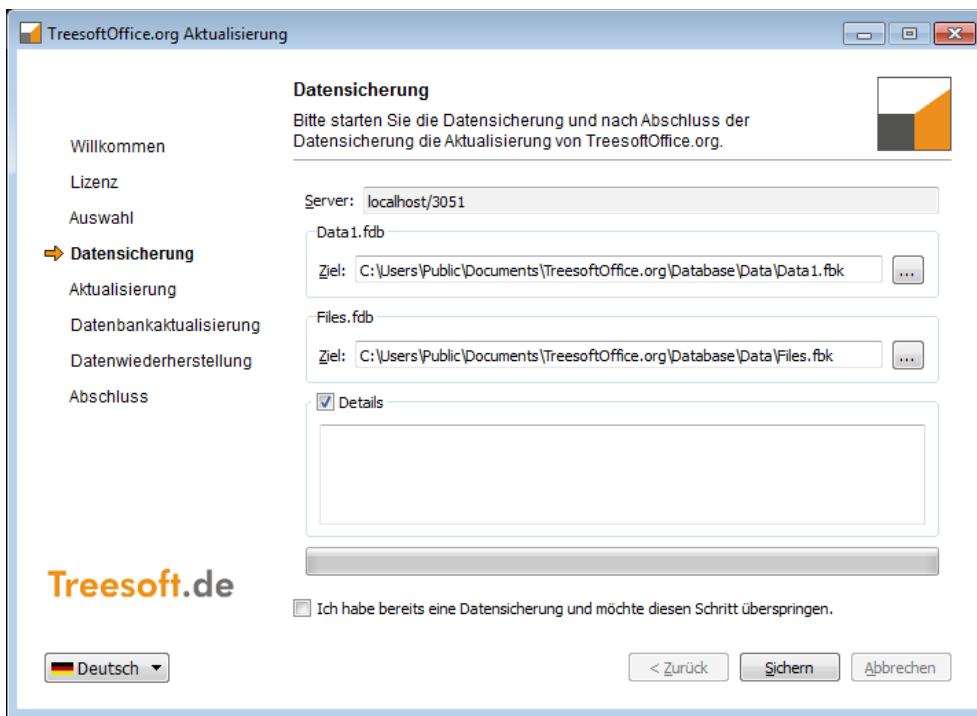 TreesoftOffice.org Aktualisierung
Datensicherung
Bitte starten Sie die Datensicherung und nach Abschluss der
Datensicherung die Aktualisierung von TreesoftOffice.org.
Willkommen
Lizenz
Auswahl
Datensicherung
Aktualisierung
Datenbankaktualisierung
Datenwiederherstellung
Abschluss
Server: localhost/3051
Data1.fdb
Ziel: C:\Users\Public\Documents\TreesoftOffice.org\Database\Data\Data1.fbk ...
Files.fdb
Ziel: C:\Users\Public\Documents\TreesoftOffice.org\Database\Data\Files.fbk ...
Details
Treesoft.de
Ich habe bereits eine Datensicherung und möchte diesen Schritt überspringen.
Deutsch
< Zurück Sichern Abbrechen